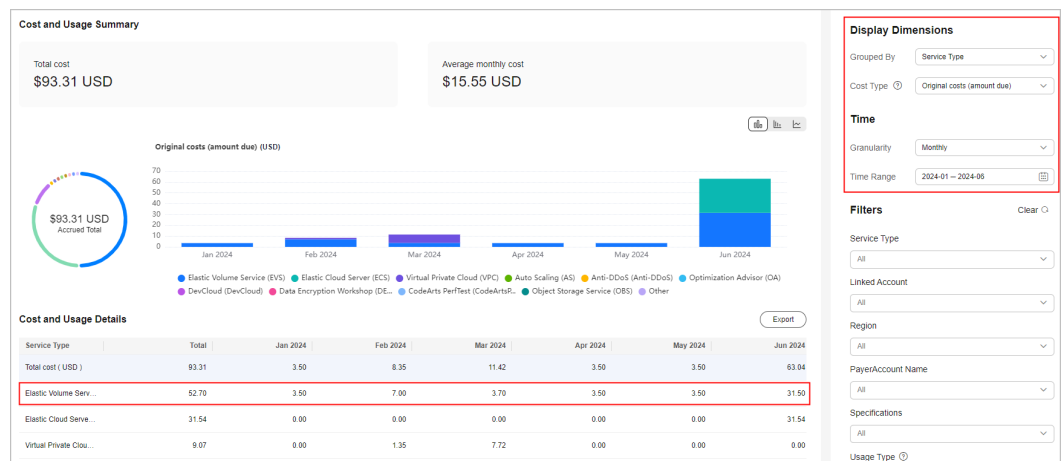 Cost and Usage Summary
Total cost
$93.31 USD
Average monthly cost
$15.55 USD
Original costs (amount due) (USD)
70
60
50
40
30
20
10
0
$93.31 USD
Accrued Total
Jan 2024 Feb 2024 Mar 2024 Apr 2024 May 2024 Jun 2024
Elastic Volume Service (EVS) Elastic Cloud Server (ECS) Virtual Private Cloud (VPC) Auto Scaling (AS) Anti-DDoS (Anti-DDoS) Optimization Advisor (OA)
DevCloud (DevCloud) Data Encryption Workshop (DE... CodeArts PerfTest (CodeArtsP... Object Storage Service (OBS) Other
Cost and Usage Details
Export
Service Type Total Jan 2024 Feb 2024 Mar 2024 Apr 2024 May 2024 Jun 2024
Total cost ( USD ) 93.31 3.50 8.35 11.42 3.50 3.50 63.04
Elastic Volume Serv... 52.70 3.50 7.00 3.70 3.50 3.50 31.50
Elastic Cloud Serve... 31.54 0.00 0.00 0.00 0.00 0.00 31.54
Virtual Private Clou... 9.07 0.00 1.35 7.72 0.00 0.00 0.00
Display Dimensions
Grouped By Service Type
Cost Type Original costs (amount due)
Time
Granularity Monthly
Time Range 2024-01 – 2024-06
Filters Clear
Service Type
All
Linked Account
All
Region
All
PayerAccount Name
All
Specifications
All
Usage Type